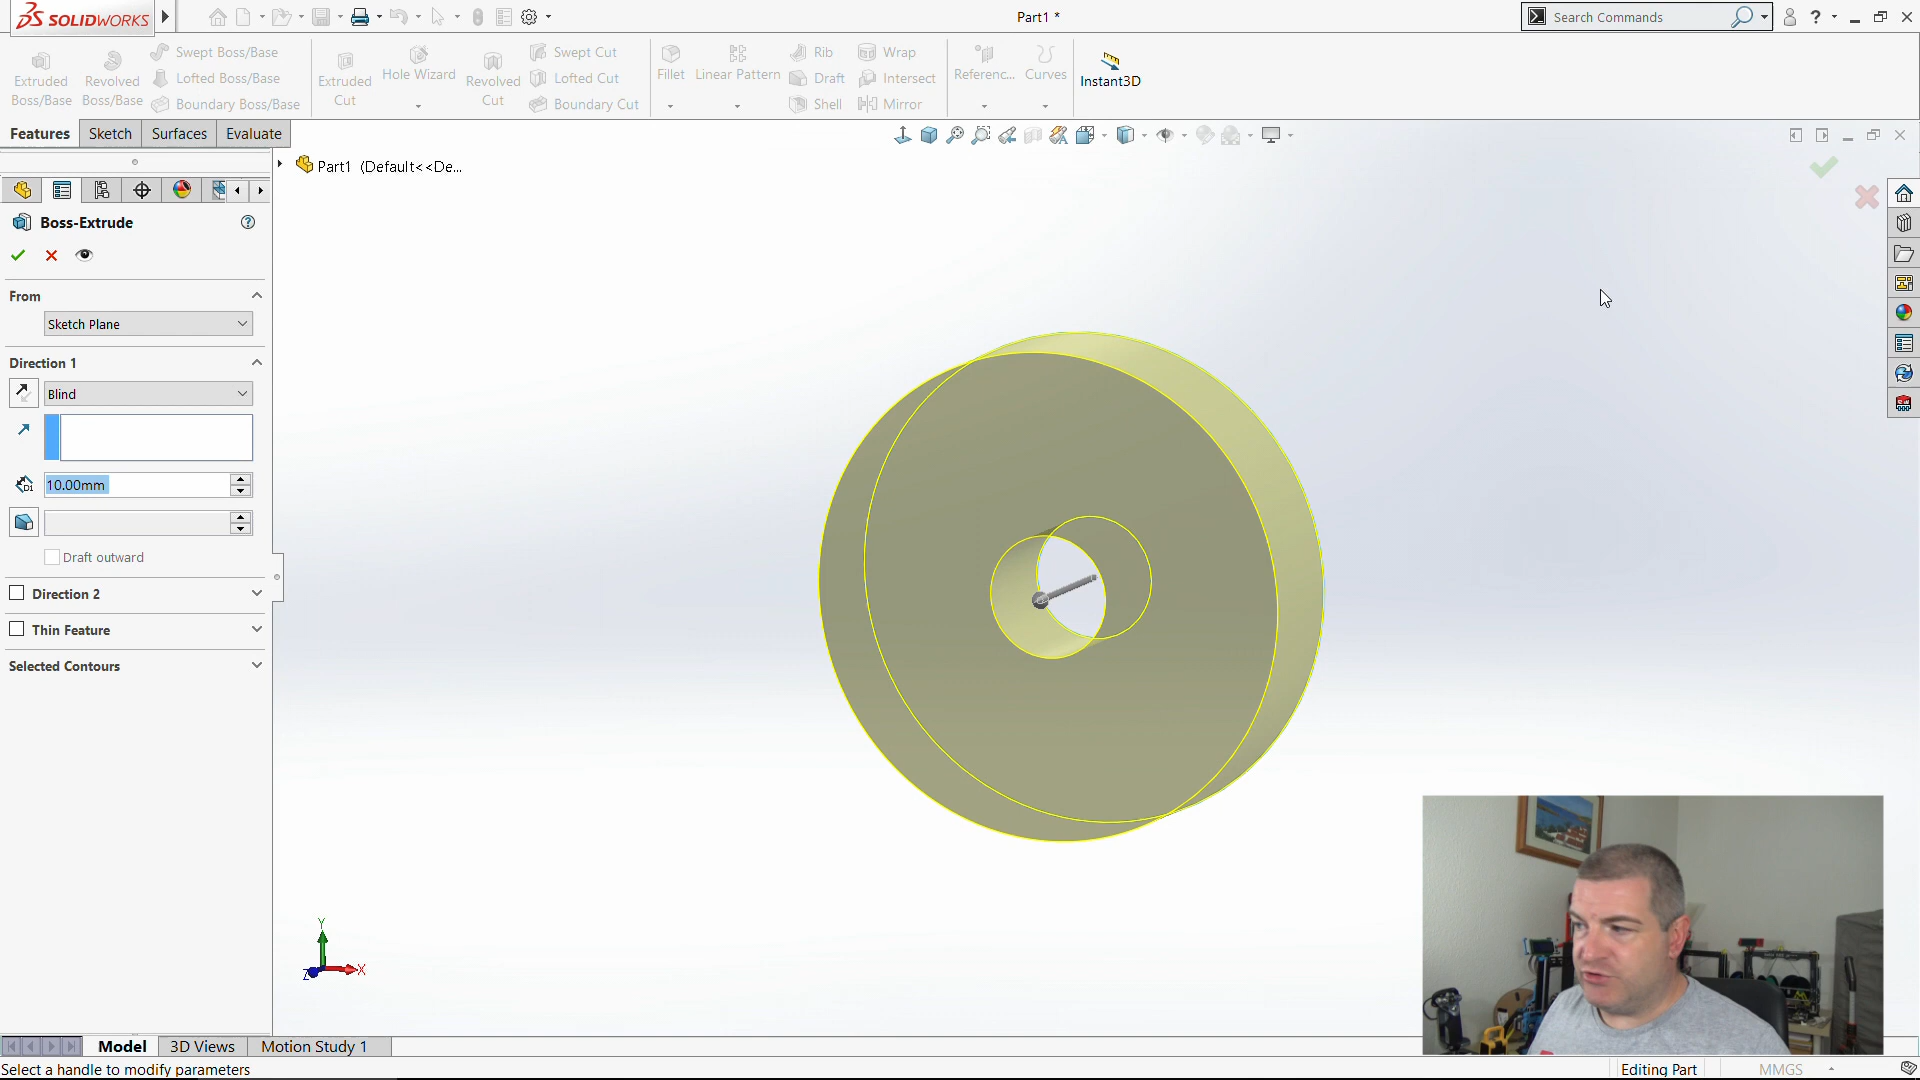 SOLIDWORKS
Part1 *
Search Commands
Extruded Boss/Base
Revolved Boss/Base
Swept Boss/Base
Lofted Boss/Base
Boundary Boss/Base
Extruded Cut
Hole Wizard
Revolved Cut
Swept Cut
Lofted Cut
Boundary Cut
Fillet
Linear Pattern
Rib
Draft
Shell
Wrap
Intersect
Mirror
Referenc...
Curves
Instant3D
Features
Sketch
Surfaces
Evaluate
Part1 (Default<<De...
Boss-Extrude
From
Sketch Plane
Direction 1
Blind
D1
10.00mm
Draft outward
Direction 2
Thin Feature
Selected Contours
Y
Z
X
Model
3D Views
Motion Study 1
Select a handle to modify parameters
Editing Part
MMGS